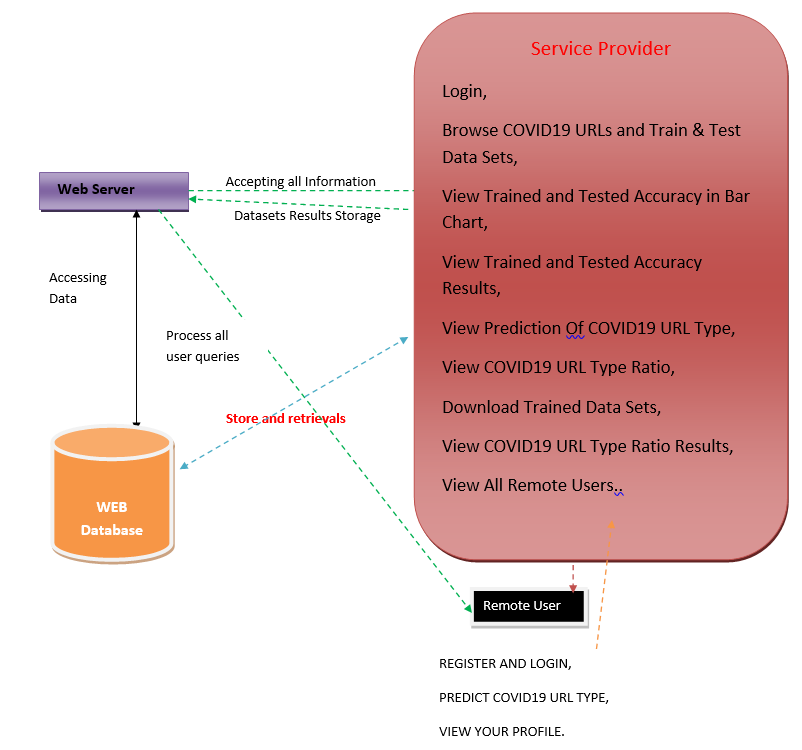 Service Provider
Login,
Browse COVID19 URLs and Train & Test
Data Sets,
View Trained and Tested Accuracy in Bar
Chart,
View Trained and Tested Accuracy
Results,
View Prediction Of COVID19 URL Type,
View COVID19 URL Type Ratio,
Download Trained Data Sets,
View COVID19 URL Type Ratio Results,
View All Remote Users..
Web Server
Accepting all Information
Datasets Results Storage
Accessing
Data
Process all
user queries
Store and retrievals
WEB
Database
Remote User
REGISTER AND LOGIN,
PREDICT COVID19 URL TYPE,
VIEW YOUR PROFILE.